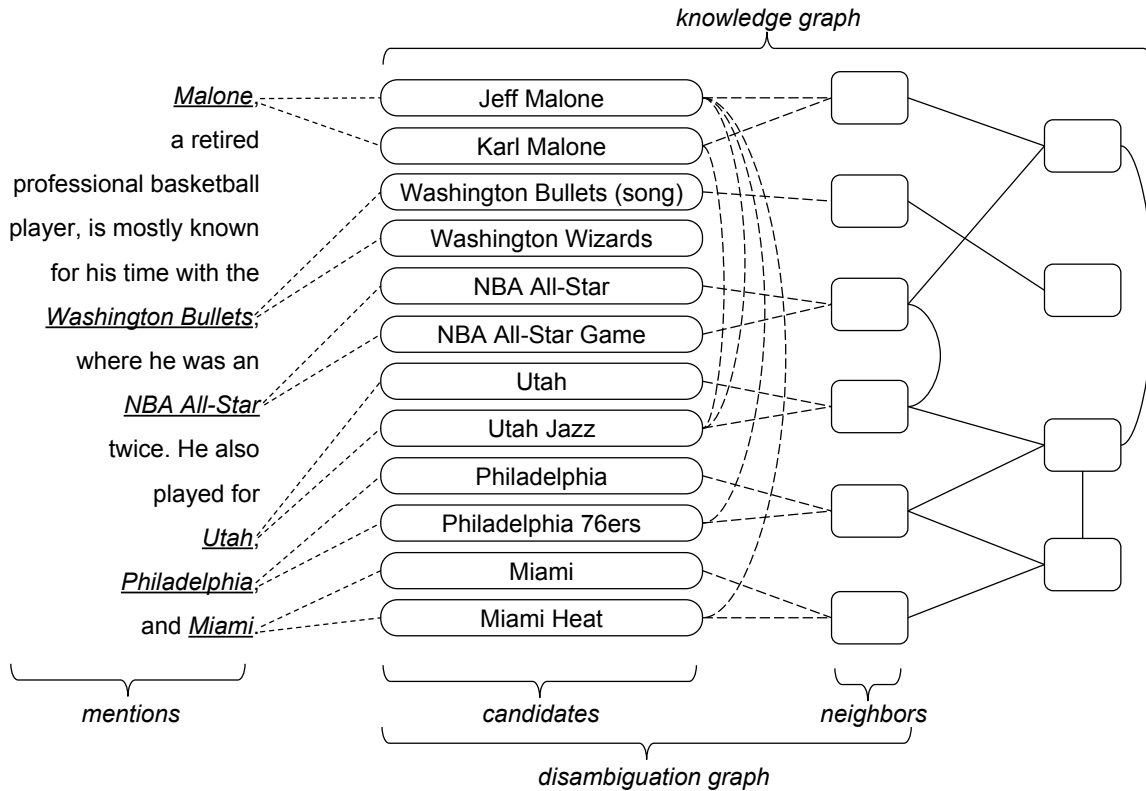 knowledge graph
Malone,
a retired
professional basketball
player, is mostly known
for his time with the
Washington Bullets,
where he was an
NBA All-Star
twice. He also
played for
Utah,
Philadelphia,
and Miami.
Jeff Malone
Karl Malone
Washington Bullets (song)
Washington Wizards
NBA All-Star
NBA All-Star Game
Utah
Utah Jazz
Philadelphia
Philadelphia 76ers
Miami
Miami Heat
mentions
candidates
neighbors
disambiguation graph